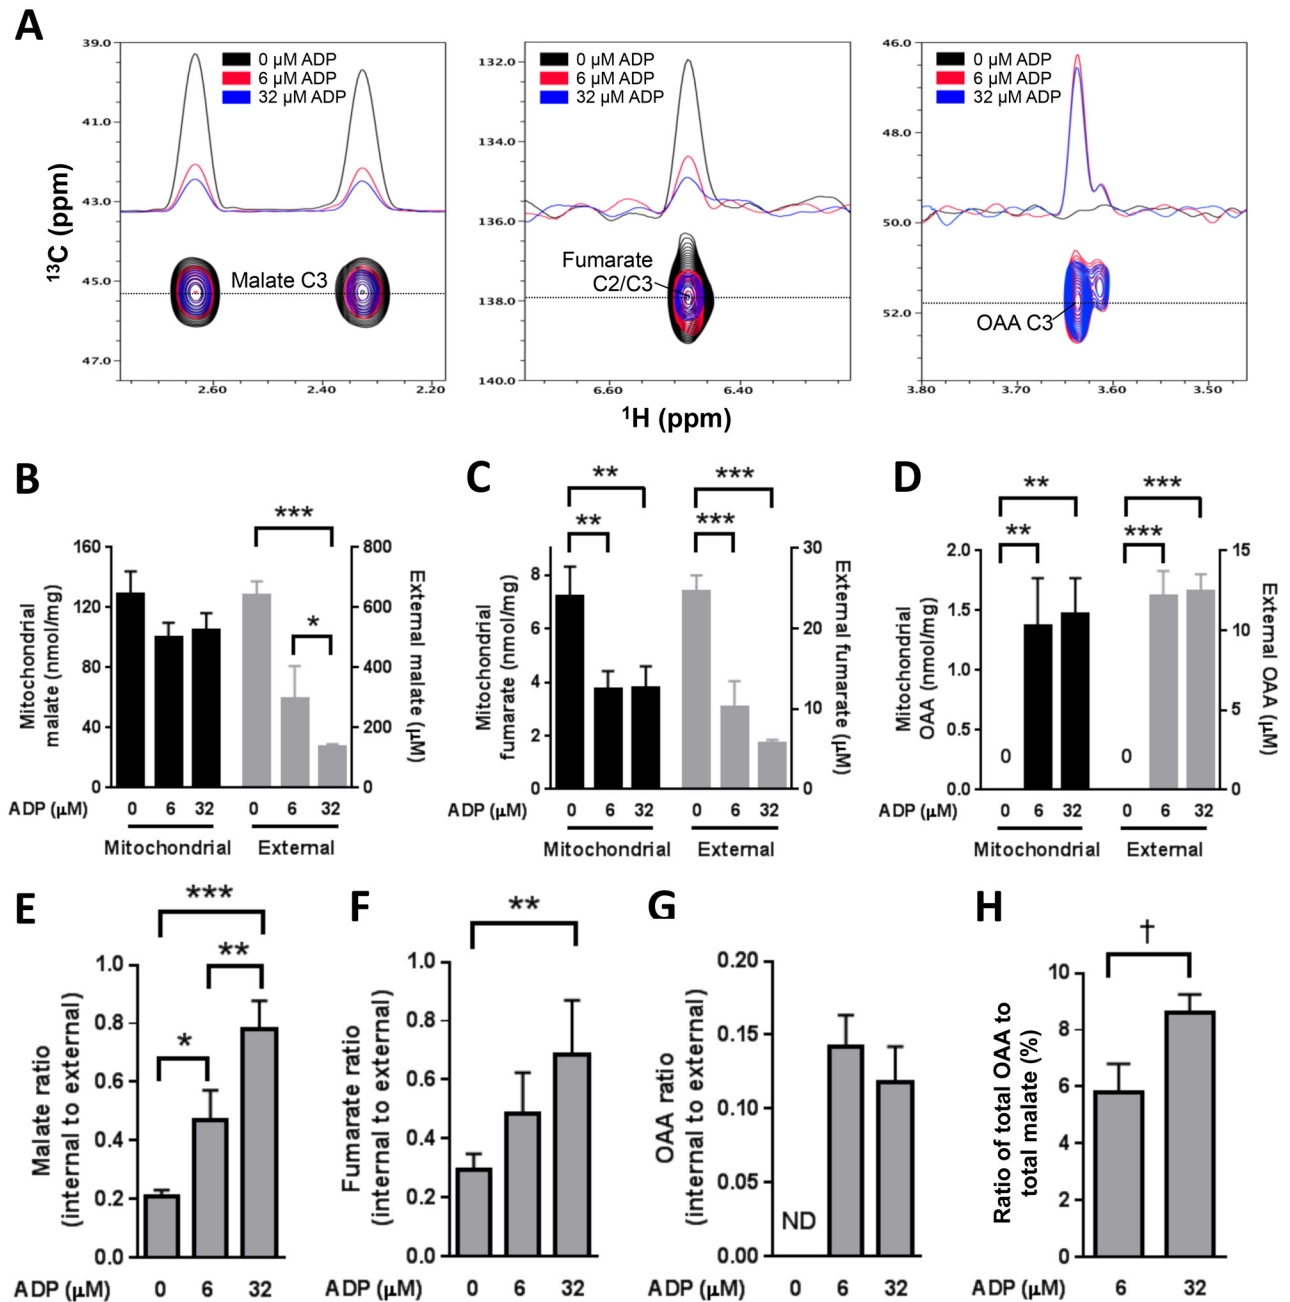 A
39.0
41.0
43.0
45.0
47.0
2.60
2.40
2.20
0 µM ADP
6 µM ADP
32 µM ADP
Malate C3
132.0
134.0
136.0
138.0
140.0
6.60
6.40
0 µM ADP
6 µM ADP
32 µM ADP
Fumarate
C2/C3
46.0
48.0
50.0
52.0
3.80
3.70
3.60
3.50
0 µM ADP
6 µM ADP
32 µM ADP
OAA C3
¹³C (ppm)
¹H (ppm)
B
***
*
160
120
80
40
0
800
600
400
200
0
Mitochondrial
malate (nmol/mg)
External malate (µM)
ADP (µM)
0 6 32 0 6 32
Mitochondrial External
C
** ***
** ***
8
6
4
2
0
30
20
10
0
Mitochondrial
fumarate (nmol/mg)
External fumarate (µM)
ADP (µM)
0 6 32 0 6 32
Mitochondrial External
D
** ***
** ***
2.0
1.5
1.0
0.5
0.0
15
10
5
0
0 0
Mitochondrial
OAA (nmol/mg)
External OAA (µM)
ADP (µM)
0 6 32 0 6 32
Mitochondrial External
E
***
**
*
1.0
0.8
0.6
0.4
0.2
0.0
Malate ratio
(internal to external)
ADP (µM) 0 6 32
F
**
1.0
0.8
0.6
0.4
0.2
0.0
Fumarate ratio
(internal to external)
ADP (µM) 0 6 32
G
0.20
0.15
0.10
0.05
0.00
ND
OAA ratio
(internal to external)
ADP (µM) 0 6 32
H
†
10
8
6
4
2
0
Ratio of total OAA to
total malate (%)
ADP (µM) 6 32